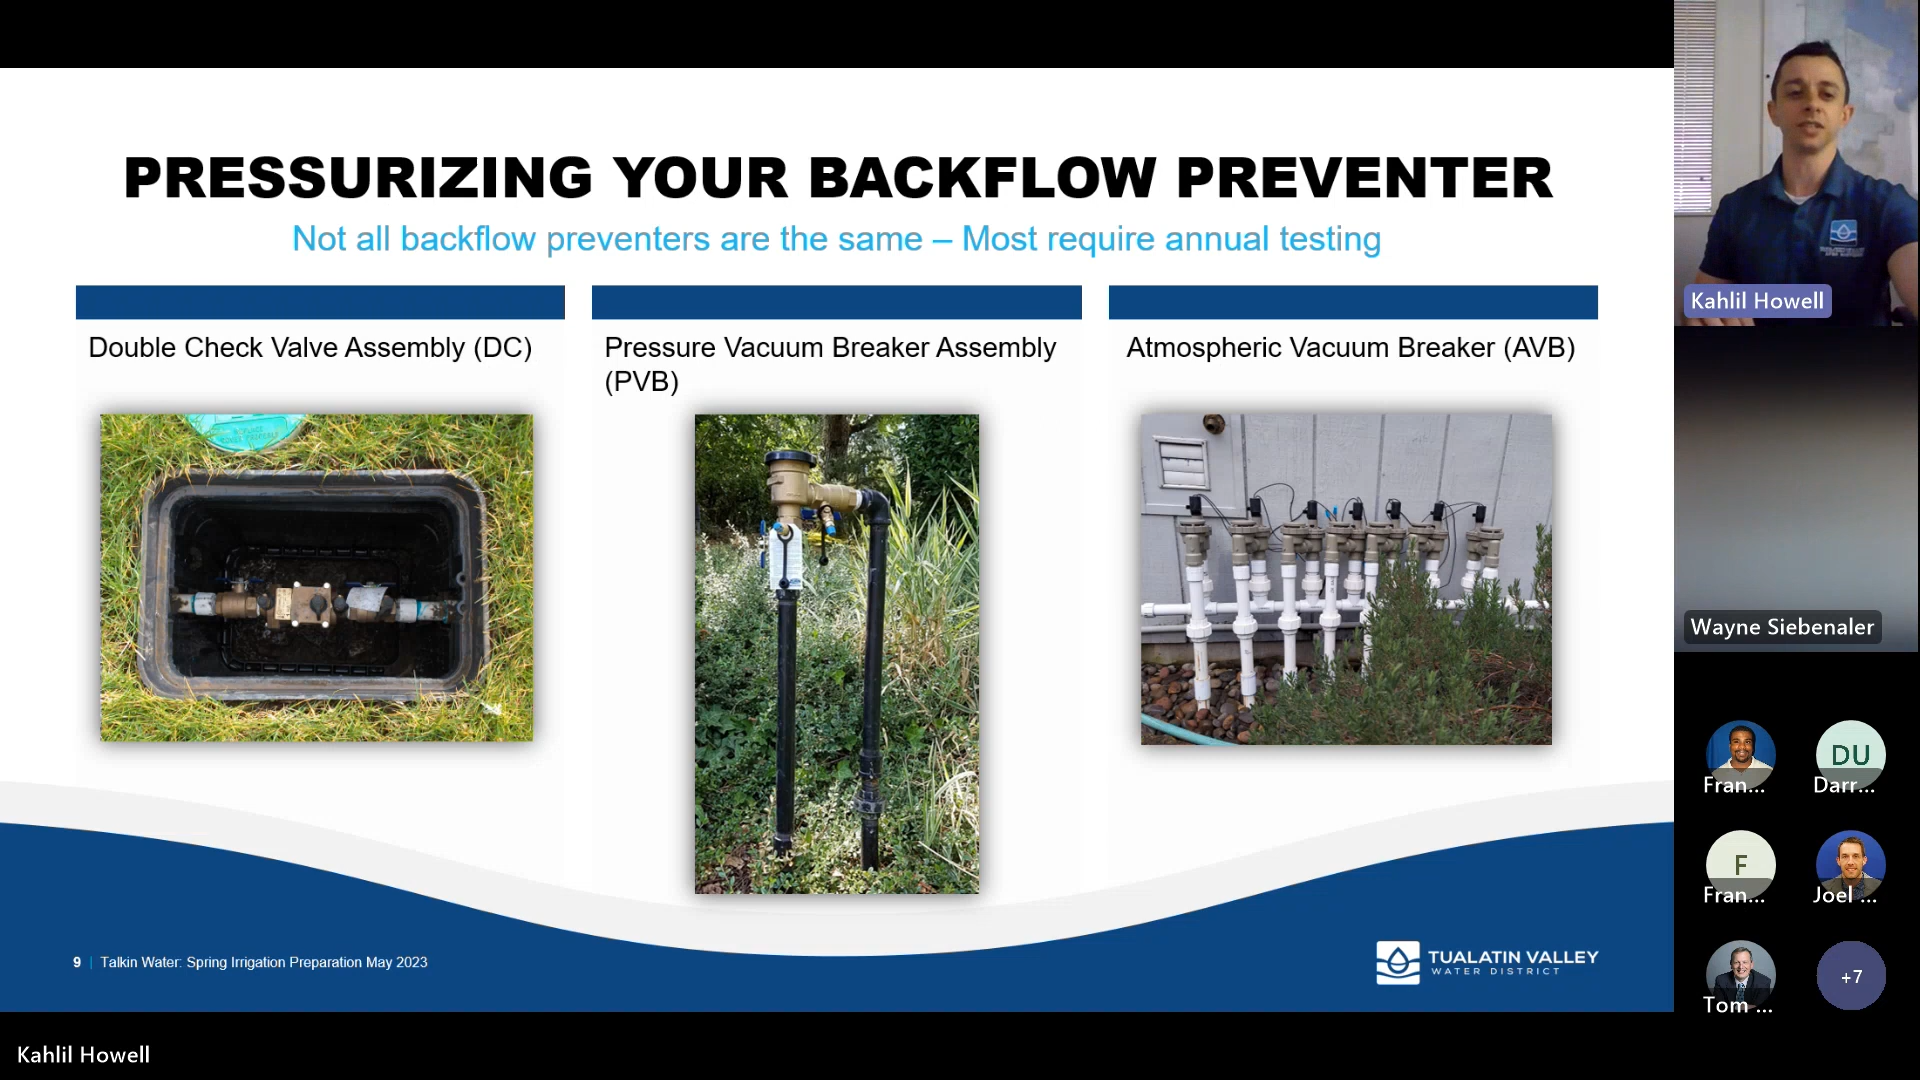 PRESSURIZING YOUR BACKFLOW PREVENTER
Not all backflow preventers are the same – Most require annual testing
Double Check Valve Assembly (DC)
Pressure Vacuum Breaker Assembly
(PVB)
Atmospheric Vacuum Breaker (AVB)
9 | Talkin Water: Spring Irrigation Preparation May 2023
TUALATIN VALLEY
WATER DISTRICT
Kahlil Howell
Kahlil Howell
Wayne Siebenaler
Fran...
DU
Darr...
F
Fran...
Joel ...
Tom ...
+7